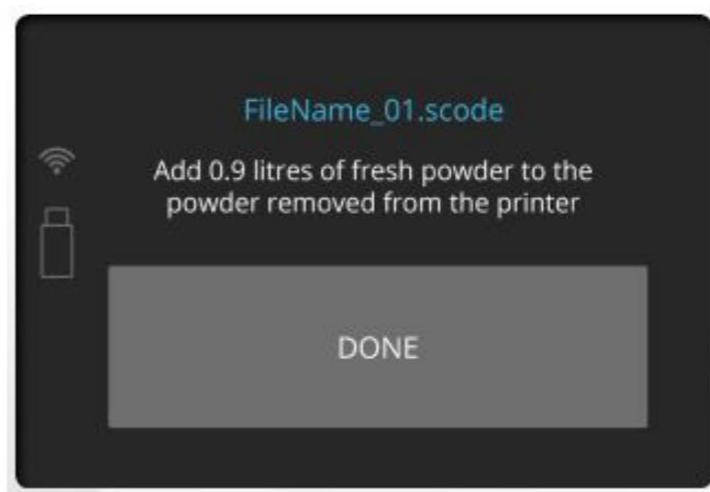 FileName_01.scode
Add 0.9 litres of fresh powder to the
powder removed from the printer
DONE